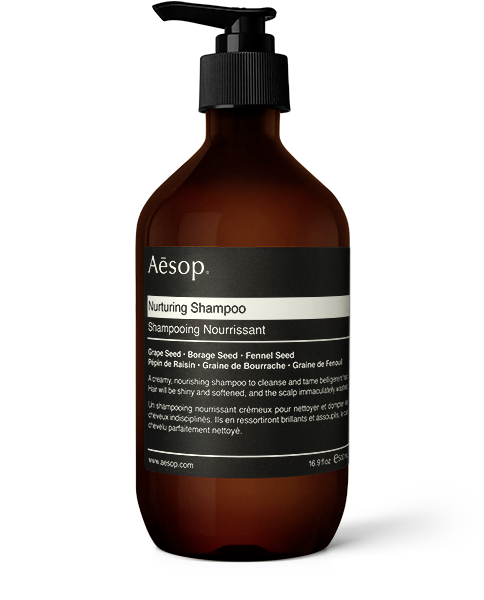 Aēsop.
Nurturing Shampoo
Shampooing Nourrissant
Grape Seed · Borage Seed · Fennel Seed
Pépin de Raisin · Graine de Bourrache · Graine de Fenouil
A creamy, nourishing shampoo to cleanse and tame belligerent
Hair will be shiny and softened, and the scalp immaculately washed.
Un shampooing nourrissant crémeux pour nettoyer et dompter
cheveux indisciplinés. Ils en ressortiront brillants et assouplis, le
chevelu parfaitement nettoyé.
www.aesop.com
16.9 fl oz ℮500